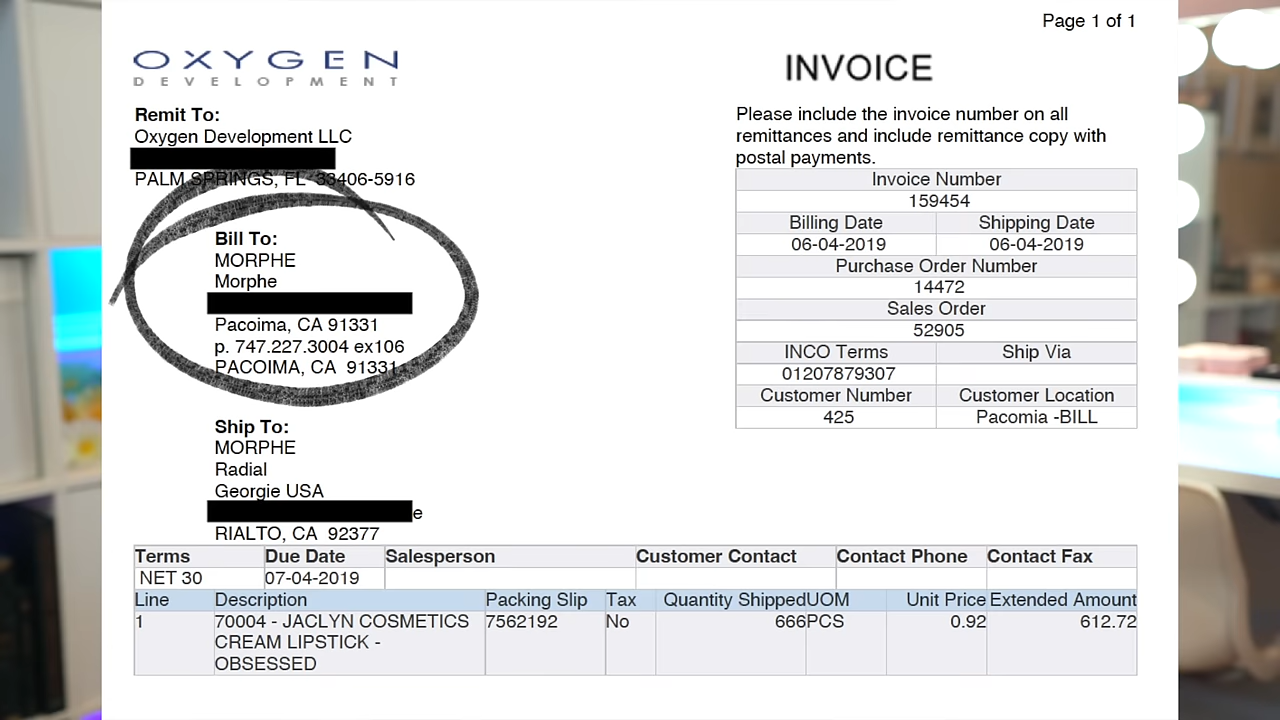 Page 1 of 1
OXYGEN
DEVELOPMENT
INVOICE
Remit To:
Oxygen Development LLC
PALM SPRINGS, FL 33406-5916
Please include the invoice number on all
remittances and include remittance copy with
postal payments.
Invoice Number
159454
Billing Date Shipping Date
06-04-2019 06-04-2019
Purchase Order Number
14472
Sales Order
52905
INCO Terms Ship Via
01207879307
Customer Number Customer Location
425 Pacomia -BILL
Bill To:
MORPHE
Morphe
Pacoima, CA 91331
p. 747.227.3004 ex106
PACOIMA, CA 91331
Ship To:
MORPHE
Radial
Georgie USA
e
RIALTO, CA 92377
Terms Due Date Salesperson Customer Contact Contact Phone Contact Fax
NET 30 07-04-2019
Line Description Packing Slip Tax Quantity Shipped UOM Unit Price Extended Amount
1 70004 - JACLYN COSMETICS 7562192 No 666 PCS 0.92 612.72
CREAM LIPSTICK -
OBSESSED